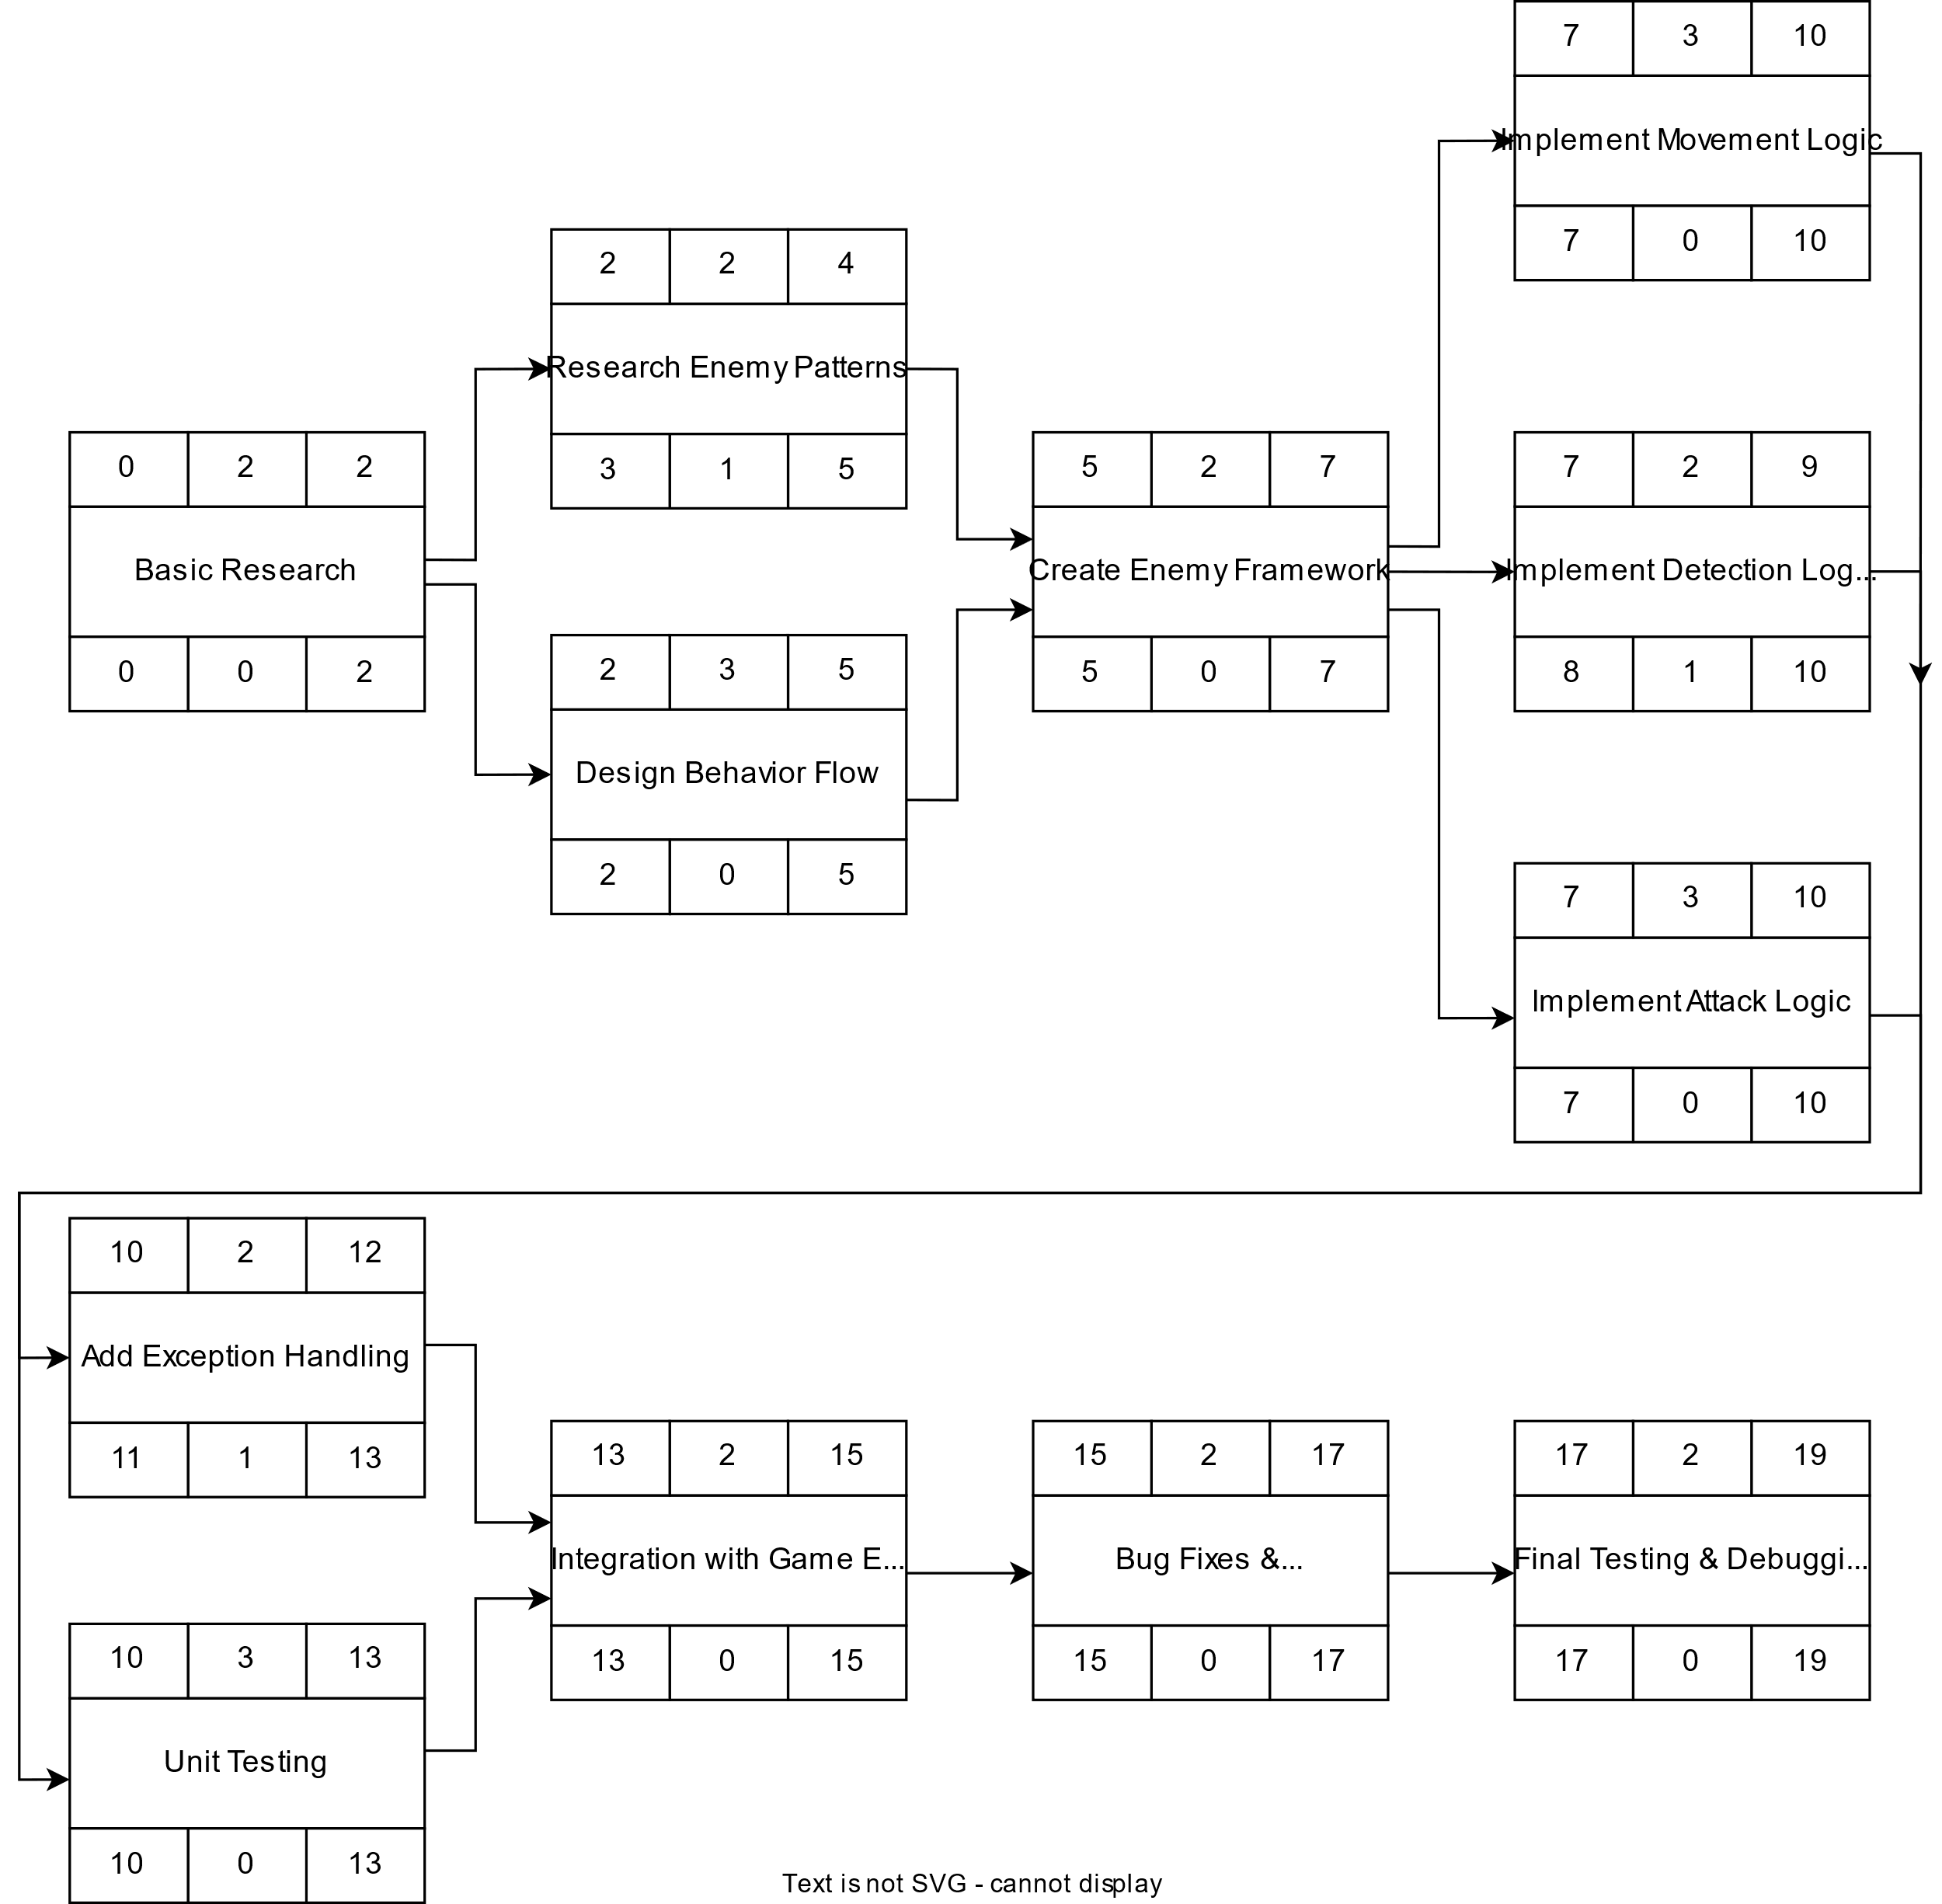 7 3 10
Implement Movement Logic
7 0 10
2 2 4
Research Enemy Patterns
3 1 5
0 2 2
Basic Research
0 0 2
2 3 5
Design Behavior Flow
2 0 5
5 2 7
Create Enemy Framework
5 0 7
7 2 9
Implement Detection Log...
8 1 10
7 3 10
Implement Attack Logic
7 0 10
10 2 12
Add Exception Handling
11 1 13
10 3 13
Unit Testing
10 0 13
13 2 15
Integration with Game E...
13 0 15
15 2 17
Bug Fixes &...
15 0 17
17 2 19
Final Testing & Debuggi...
17 0 19
Text is not SVG - cannot display